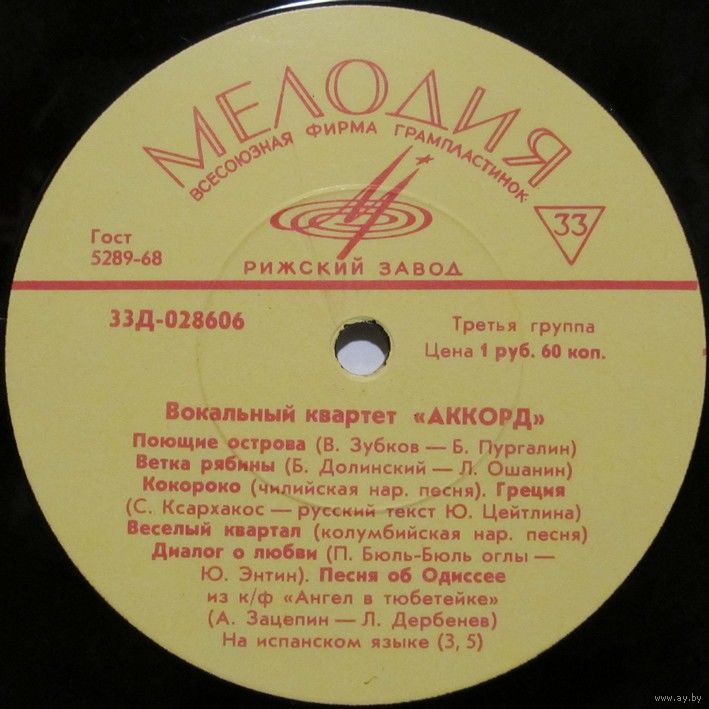 МЕЛОДИЯ
ВСЕСОЮЗНАЯ ФИРМА ГРАМПЛАСТИНОК
33
Гост
5289-68
РИЖСКИЙ ЗАВОД
33Д-028606
Третья группа
Цена 1 руб. 60 коп.
Вокальный квартет «АККОРД»
Поющие острова (В. Зубков — Б. Пургалин)
Ветка рябины (Б. Долинский — Л. Ошанин)
Кокороко (чилийская нар. песня). Греция
(С. Ксархакос — русский текст Ю. Цейтлина)
Веселый квартал (колумбийская нар. песня)
Диалог о любви (П. Бюль-Бюль оглы —
Ю. Энтин). Песня об Одиссее
из к/ф «Ангел в тюбетейке»
(А. Зацепин — Л. Дербенев)
На испанском языке (3, 5)
www.ay.by